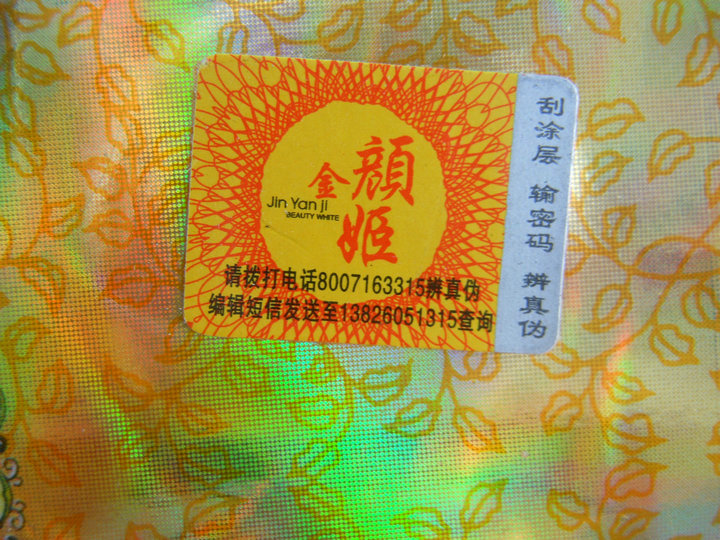 金顔姬
Jin Yan ji
BEAUTY WHITE
请拨打电话8007163315辨真伪
编辑短信发送至13826051315查询
刮涂层 输密码 辨真伪